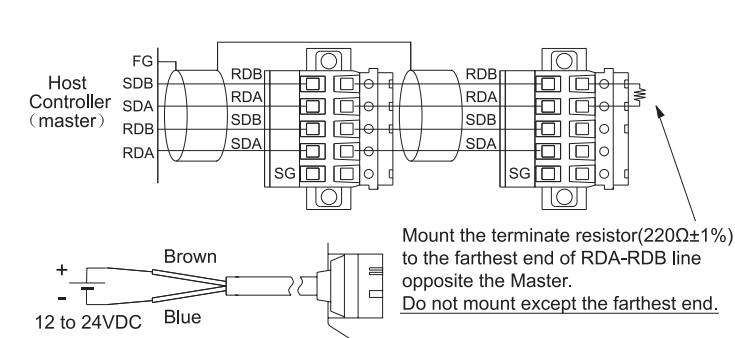 FG
SDB
SDA
RDB
RDA
Host
Controller
（master）
RDB
RDA
SDB
SDA
SG
RDB
RDA
SDB
SDA
SG
Mount the terminate resistor(220Ω±1%)
to the farthest end of RDA-RDB line
opposite the Master.
Do not mount except the farthest end.
Brown
+
-
Blue
12 to 24VDC